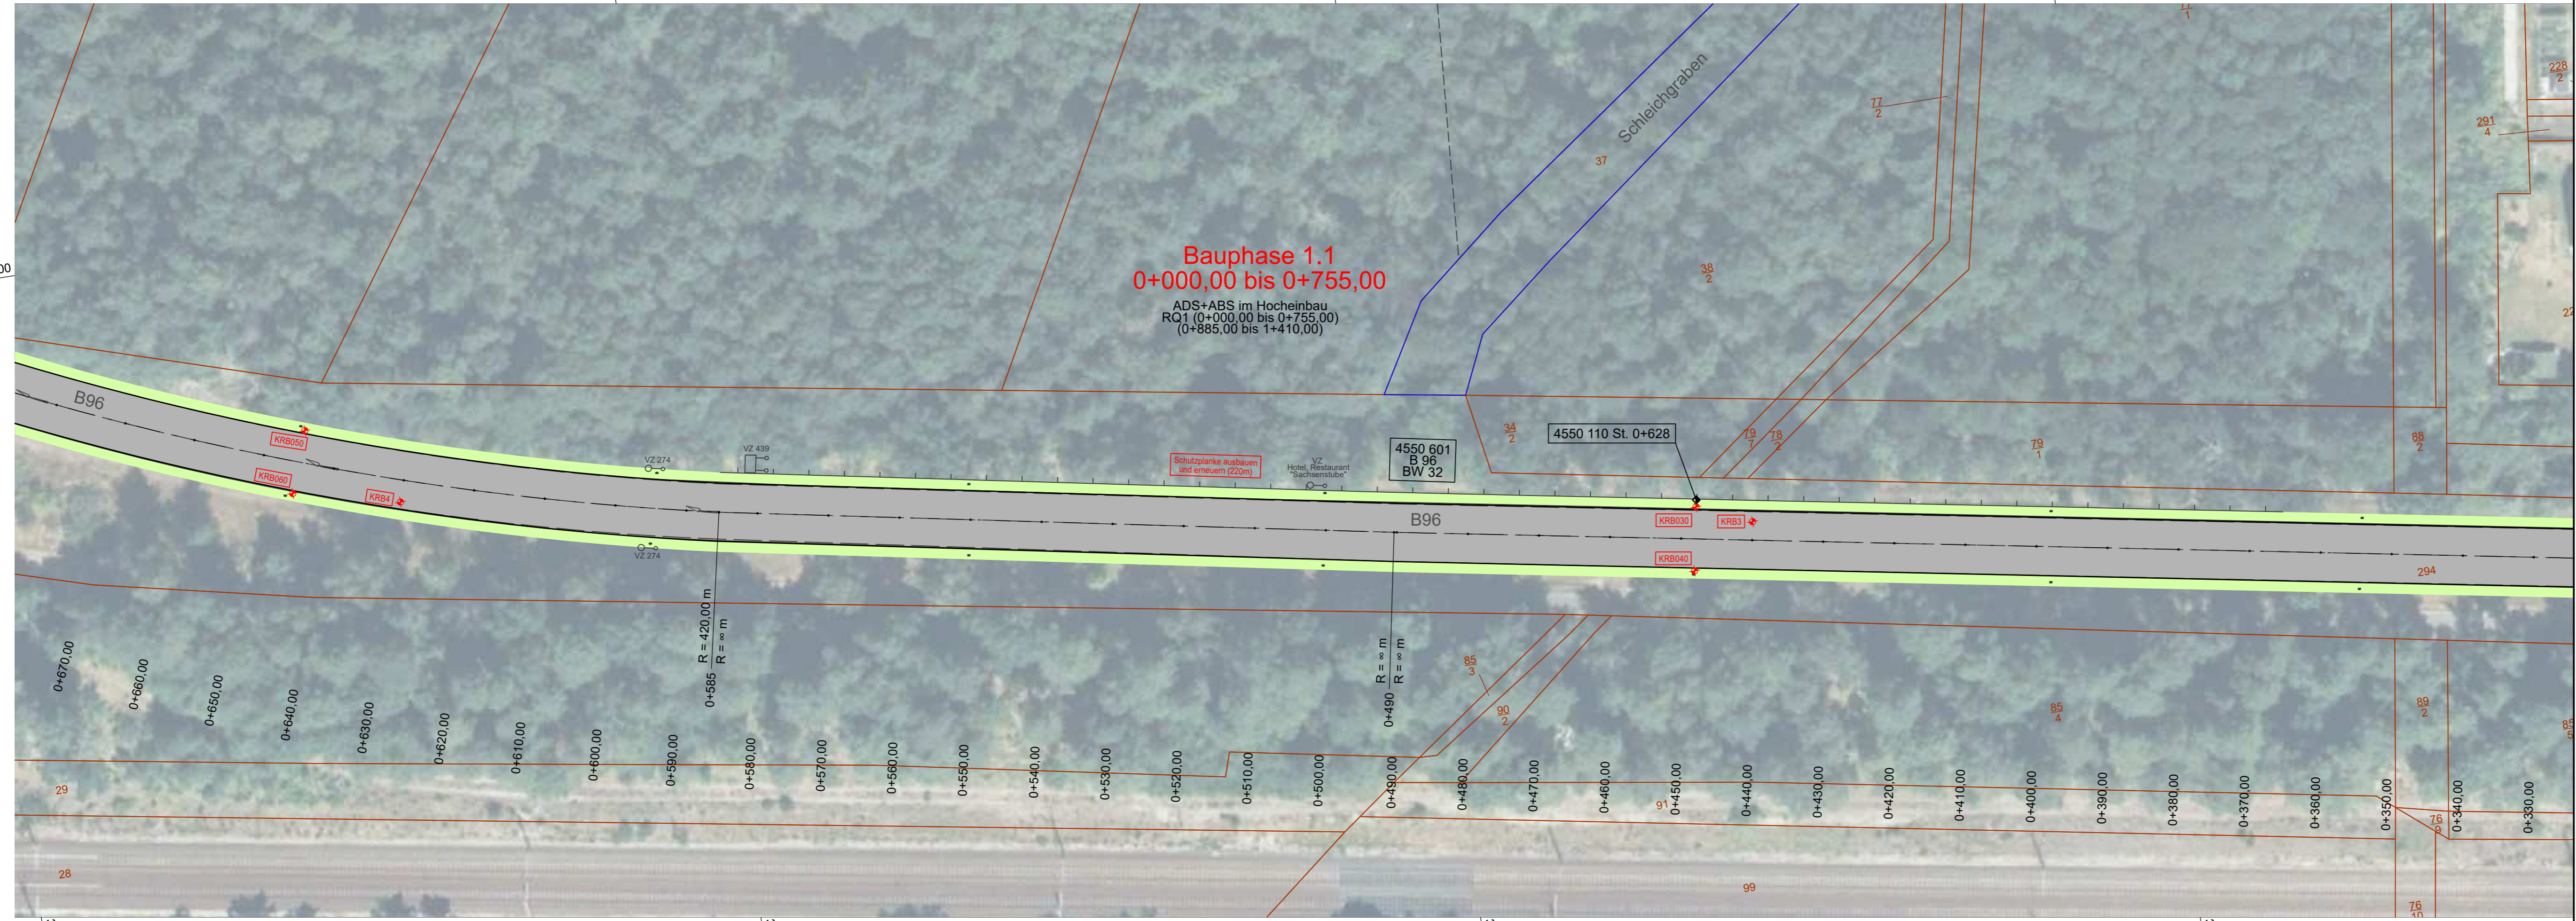 Bauphase 1.1
0+000,00 bis 0+755,00
ADS+ABS im Hocheinbau
RQ1 (0+000,00 bis 0+755,00)
(0+885,00 bis 1+410,00)
Schleichgraben
37
38
2
77
2
1
228
2
291
4
34
2
79
7
78
2
79
1
88
2
4550 110 St. 0+628
4550 601
B 96
BW 32
VZ
Hotel, Restaurant
"Sachsenstube"
Schutzplanke ausbauen
und erneuern (220m)
VZ 439
VZ 274
VZ 274
B96
B96
KRB050
KRB060
KRB4
KRB030
KRB3
KRB040
294
0+585
R = 420,00 m
R = ∞ m
0+490
R = ∞ m
R = ∞ m
85
3
90
2
85
4
89
2
85
5
0+670,00
0+660,00
0+650,00
0+640,00
0+630,00
0+620,00
0+610,00
0+600,00
0+590,00
0+580,00
0+570,00
0+560,00
0+550,00
0+540,00
0+530,00
0+520,00
0+510,00
0+500,00
0+490,00
0+480,00
0+470,00
0+460,00
0+450,00
0+440,00
0+430,00
0+420,00
0+410,00
0+400,00
0+390,00
0+380,00
0+370,00
0+360,00
0+350,00
0+340,00
0+330,00
29
91
76
9
28
99
76
10